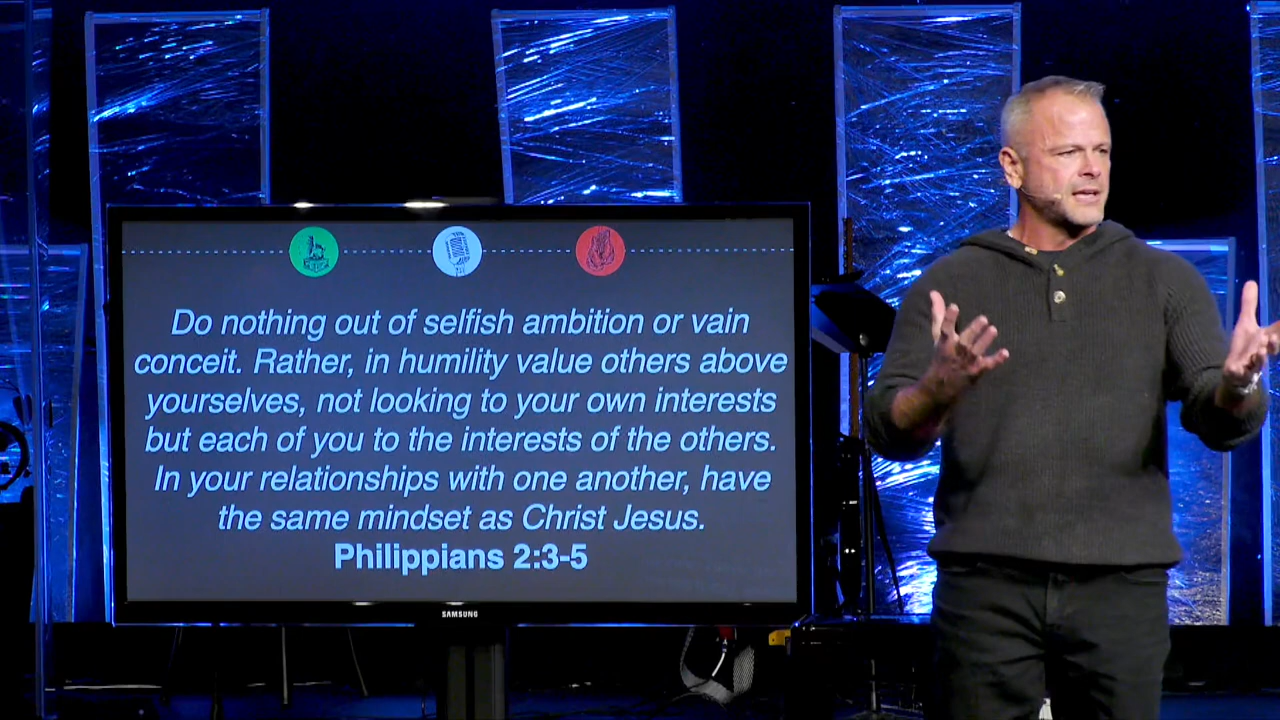 Do nothing out of selfish ambition or vain
conceit. Rather, in humility value others above
yourselves, not looking to your own interests
but each of you to the interests of the others.
In your relationships with one another, have
the same mindset as Christ Jesus.
Philippians 2:3-5
SAMSUNG